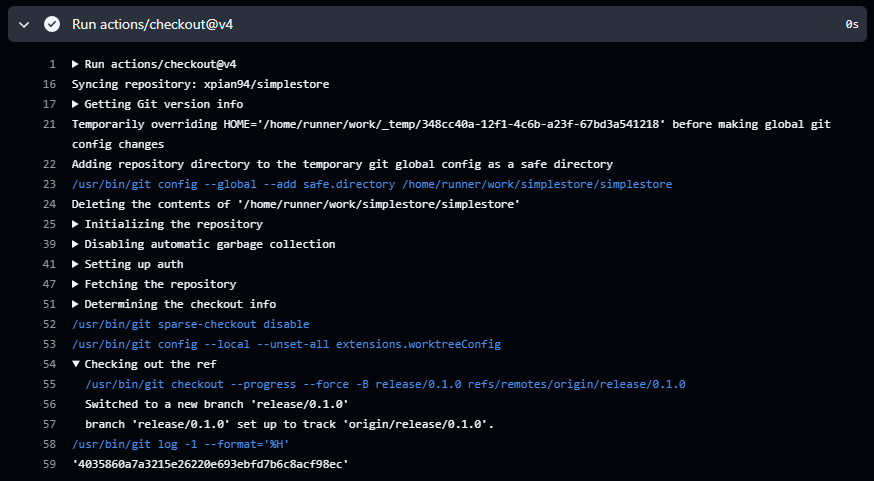 Run actions/checkout@v4 0s
1 Run actions/checkout@v4
16 Syncing repository: xpian94/simplestore
17 Getting Git version info
21 Temporarily overriding HOME='/home/runner/work/_temp/348cc40a-12f1-4c6b-a23f-67bd3a541218' before making global git
config changes
22 Adding repository directory to the temporary git global config as a safe directory
23 /usr/bin/git config --global --add safe.directory /home/runner/work/simplestore/simplestore
24 Deleting the contents of '/home/runner/work/simplestore/simplestore'
25 Initializing the repository
39 Disabling automatic garbage collection
41 Setting up auth
47 Fetching the repository
51 Determining the checkout info
52 /usr/bin/git sparse-checkout disable
53 /usr/bin/git config --local --unset-all extensions.worktreeConfig
54 Checking out the ref
55 /usr/bin/git checkout --progress --force -B release/0.1.0 refs/remotes/origin/release/0.1.0
56 Switched to a new branch 'release/0.1.0'
57 branch 'release/0.1.0' set up to track 'origin/release/0.1.0'.
58 /usr/bin/git log -1 --format='%H'
59 '4035860a7a3215e26220e693ebfd7b6c8acf98ec'